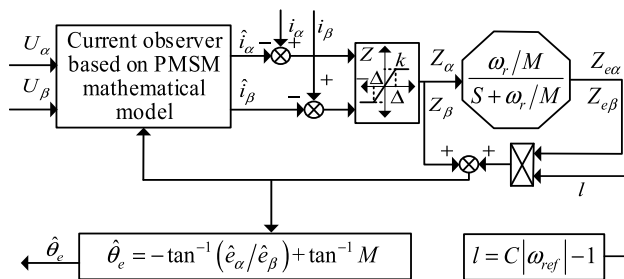 U_α
U_β
Current observer
based on PMSM
mathematical
model
î_α
î_β
−
−
i_α
i_β
+
+
Z
k
−Δ
Δ
Z_α
Z_β
ω_r/M
S + ω_r/M
Z_eα
Z_eβ
+
+
l
θ̂_e
θ̂_e = −tan⁻¹(ê_α/ê_β) + tan⁻¹ M
l = C|ω_ref| −1